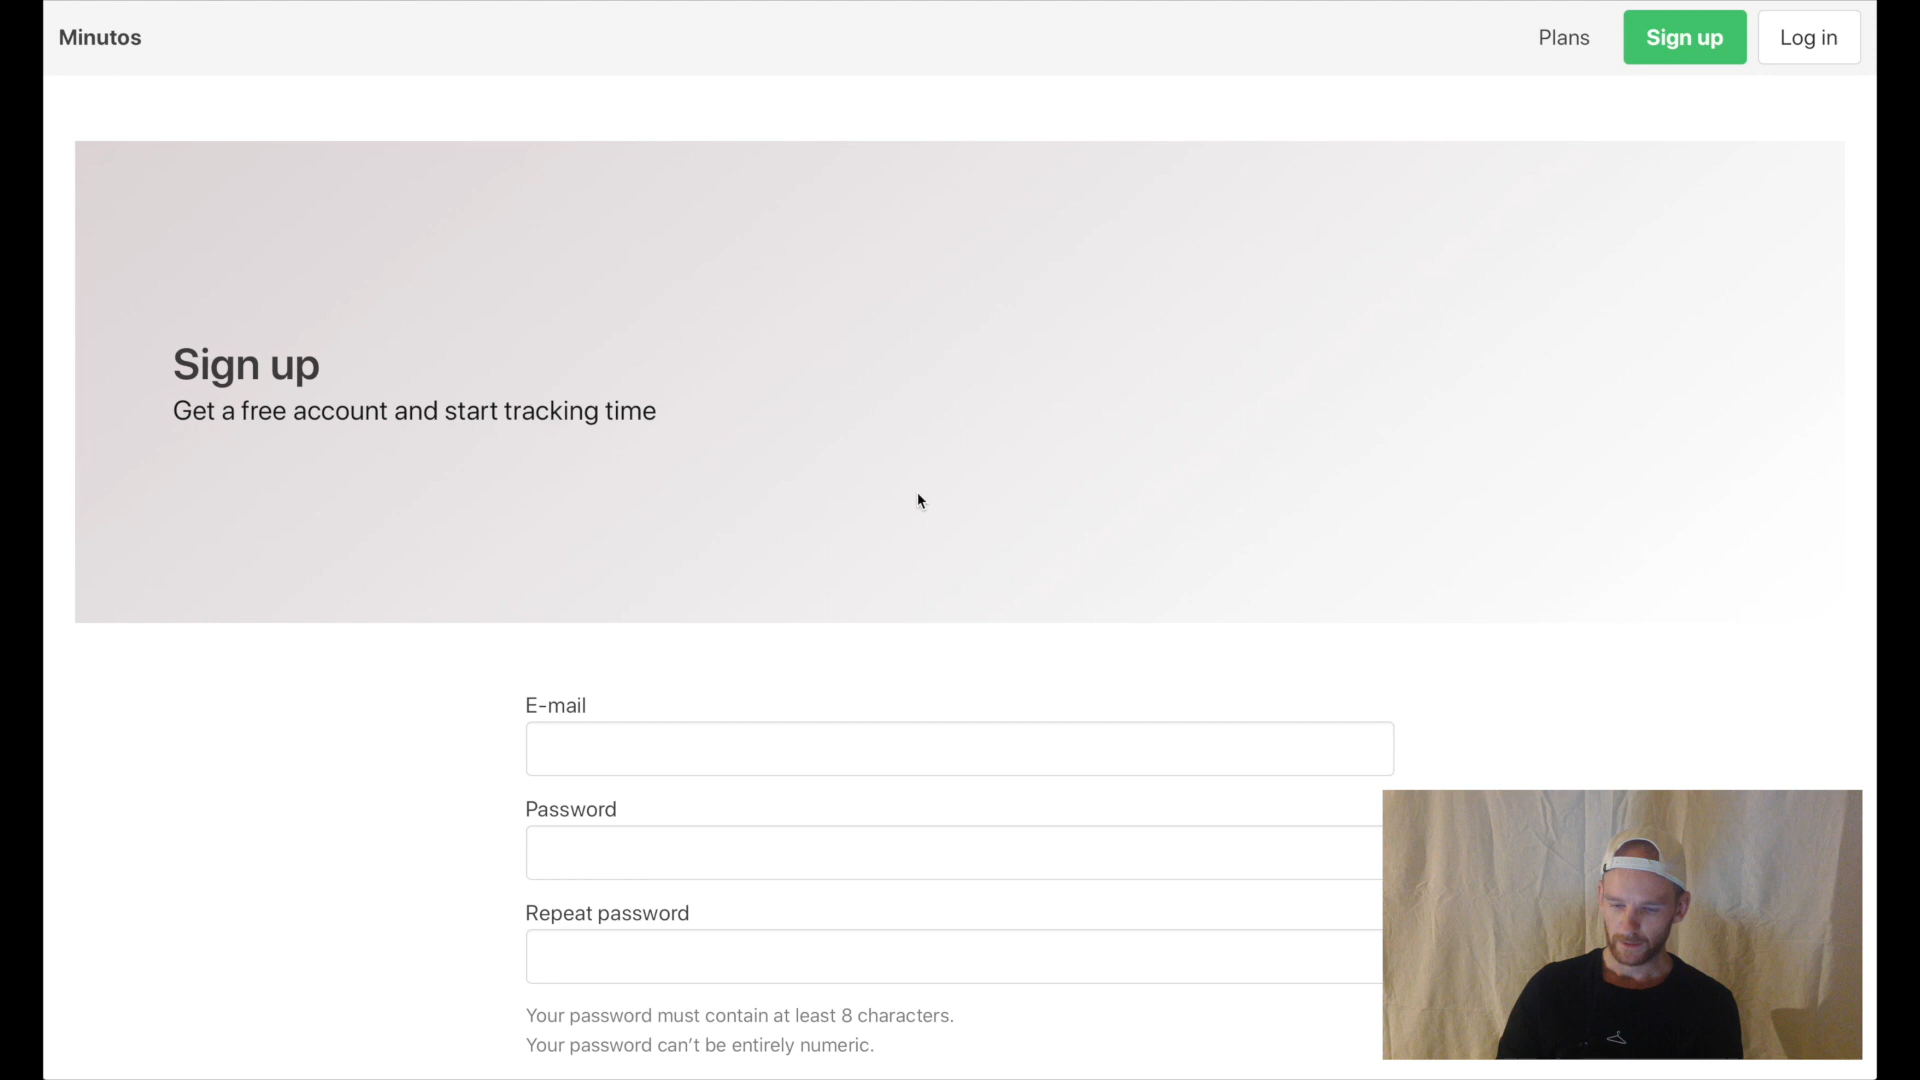 Minutos
Plans
Sign up
Log in
Sign up
Get a free account and start tracking time
E-mail
Password
Repeat password
Your password must contain at least 8 characters.
Your password can’t be entirely numeric.